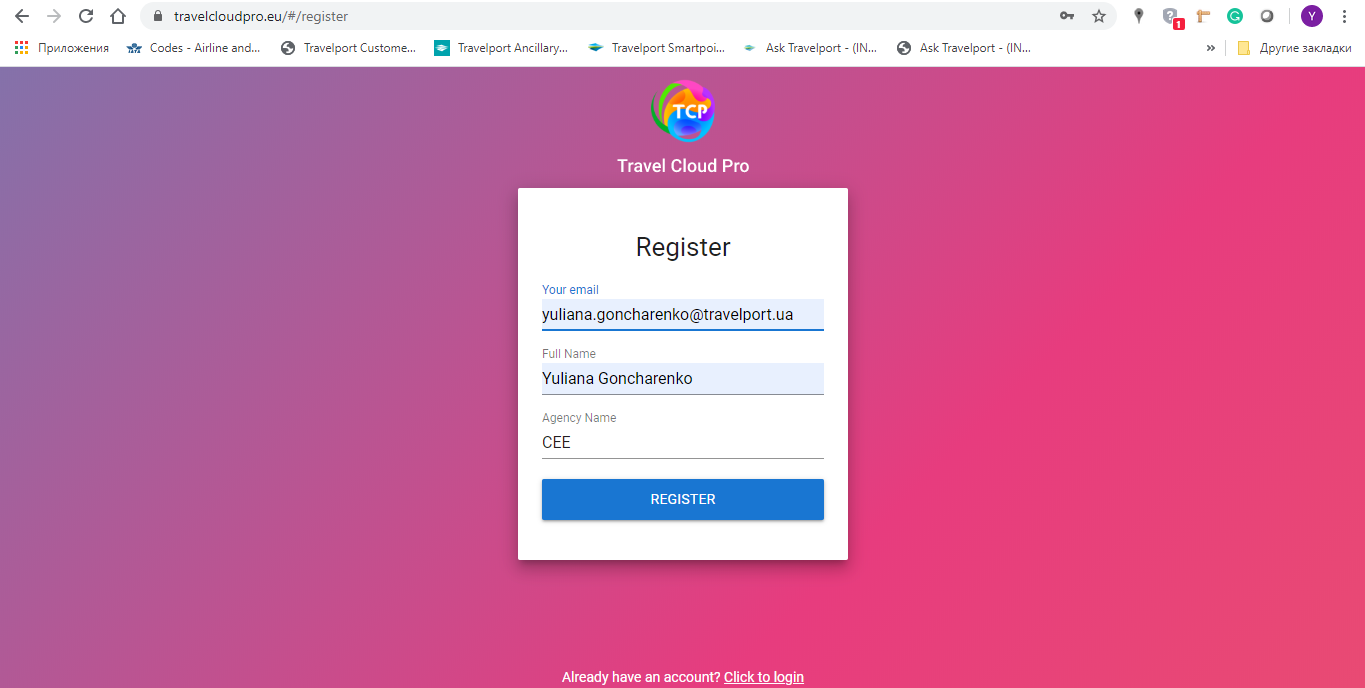 travelcloudpro.eu/#/register
1
Y
Приложения Codes - Airline and... Travelport Custome... Travelport Ancillary... Travelport Smartpoi... Ask Travelport - (IN... Ask Travelport - (IN... » Другие закладки
TCP
Travel Cloud Pro
Register
Your email
yuliana.goncharenko@travelport.ua
Full Name
Yuliana Goncharenko
Agency Name
CEE
REGISTER
Already have an account? Click to login